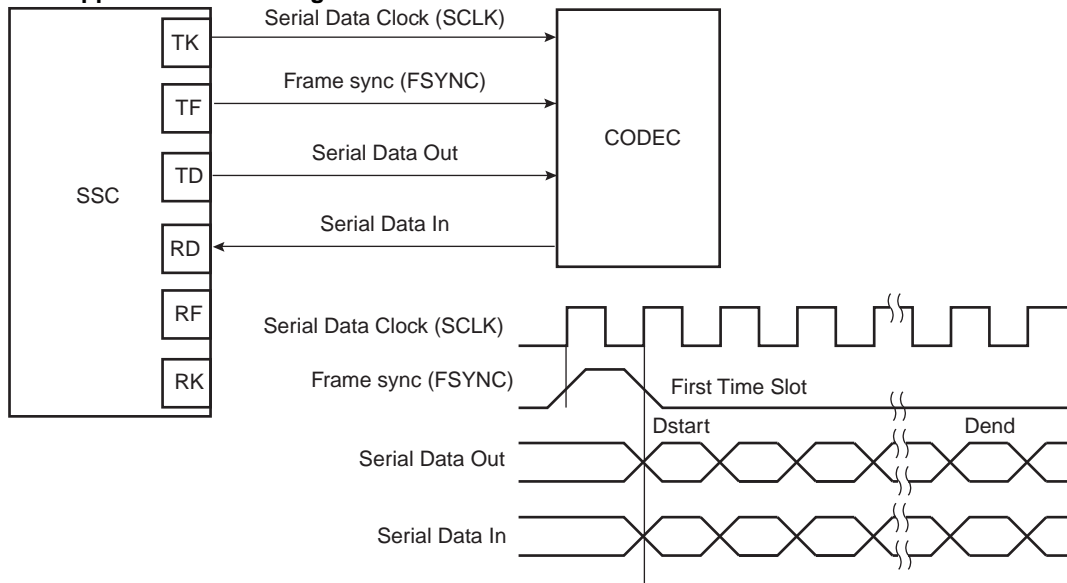 Serial Data Clock (SCLK)
TK
Frame sync (FSYNC)
TF
CODEC
Serial Data Out
TD
SSC
Serial Data In
RD
RF
Serial Data Clock (SCLK)
RK
Frame sync (FSYNC)
First Time Slot
Dstart
Dend
Serial Data Out
Serial Data In